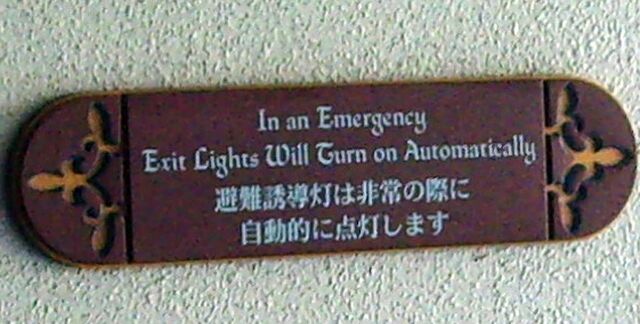 In an Emergency
Exit Lights Will Turn on Automatically
避難誘導灯は非常の際に
自動的に点灯します